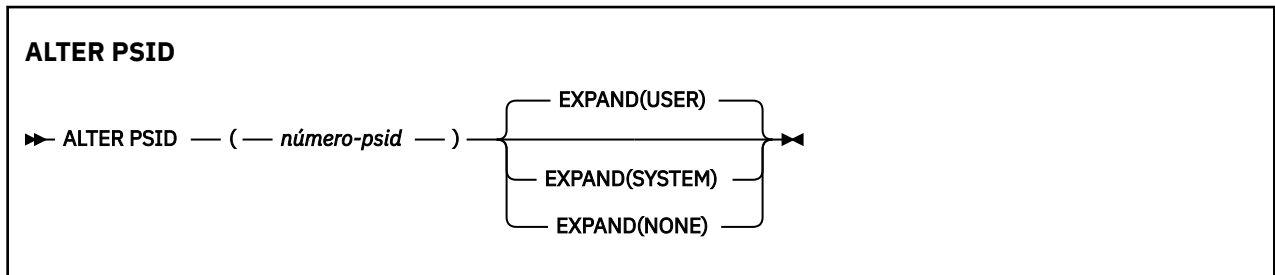 ALTER PSID
EXPAND(USER)
ALTER PSID ( número-psid )
EXPAND(SYSTEM)
EXPAND(NONE)